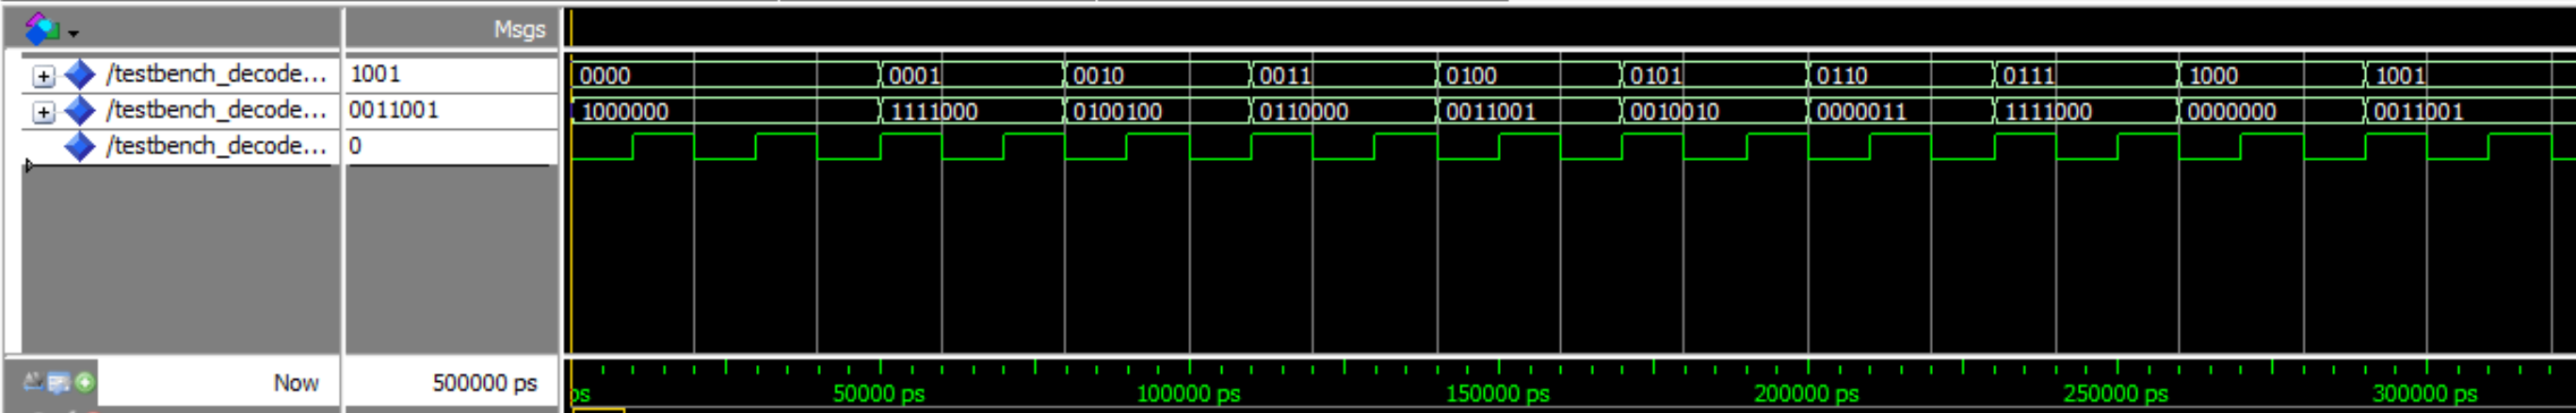 Msgs
/testbench_decode... 1001 0000 0001 0010 0011 0100 0101 0110 0111 1000 1001
/testbench_decode... 0011001 1000000 1111000 0100100 0110000 0011001 0010010 0000011 1111000 0000000 0011001
/testbench_decode... 0
Now 500000 ps ps 50000 ps 100000 ps 150000 ps 200000 ps 250000 ps 300000 ps